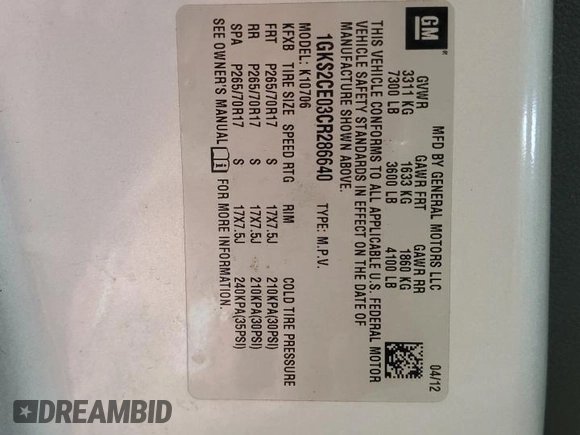 GM
MFD BY GENERAL MOTORS LLC 04/12
GVWR GAWR FRT GAWR RR
3311 KG 1633 KG 1860 KG
7300 LB 3600 LB 4100 LB
THIS VEHICLE CONFORMS TO ALL APPLICABLE U.S. FEDERAL MOTOR
VEHICLE SAFETY STANDARDS IN EFFECT ON THE DATE OF
MANUFACTURE SHOWN ABOVE.
1GKS2CE03CR286640 TYPE: M.P.V.
MODEL: K10706
KFXB TIRE SIZE SPEED RTG RIM COLD TIRE PRESSURE
FRT P265/70R17 S 17X7.5J 210KPA(30PSI)
RR P265/70R17 S 17X7.5J 210KPA(30PSI)
SPA P265/70R17 S 17X7.5J 240KPA(35PSI)
SEE OWNER'S MANUAL FOR MORE INFORMATION.
DREAMBID